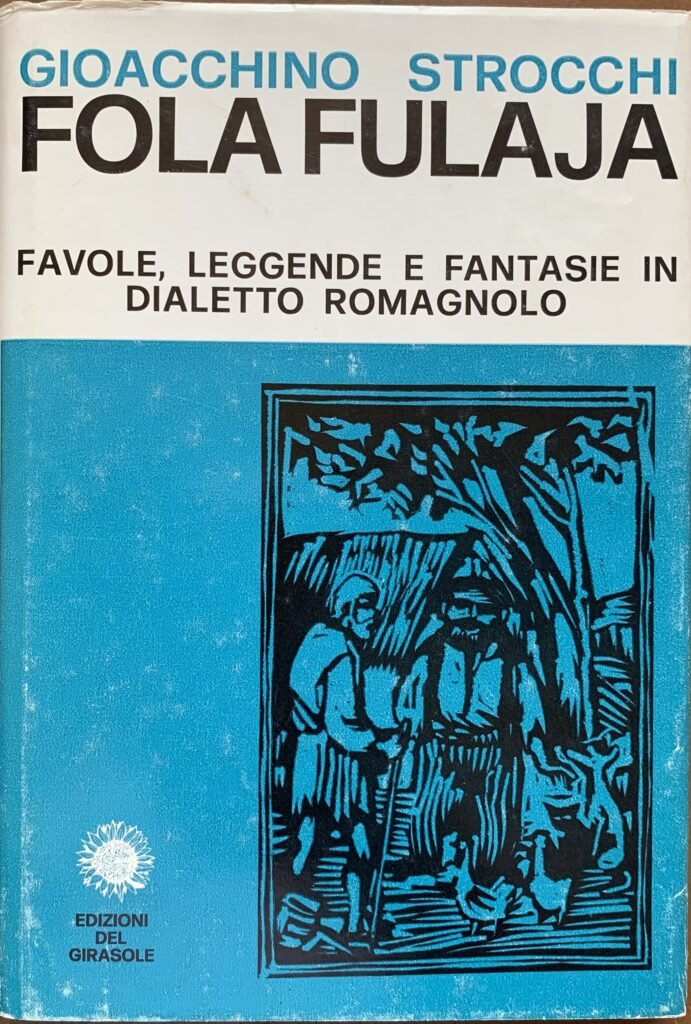 GIOACCHINO STROCCHI
FOLA FULAJA
FAVOLE, LEGGENDE E FANTASIE IN
DIALETTO ROMAGNOLO
EDIZIONI
DEL
GIRASOLE